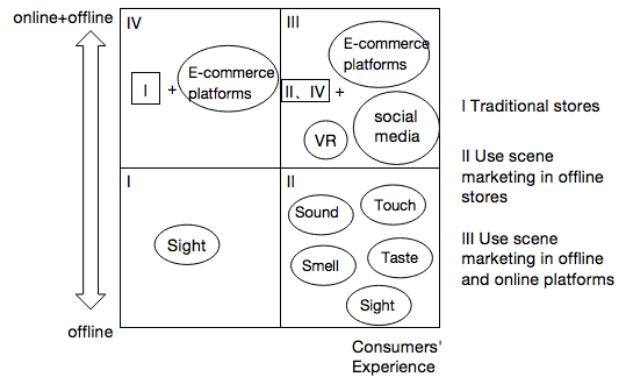 online+offline
IV
III
E-commerce
platforms
I
+
E-commerce
platforms
II、IV
+
social
media
VR
I Traditional stores
II Use scene
marketing in offline
stores
III Use scene
marketing in offline
and online platforms
I
II
Sound
Touch
Sight
Smell
Taste
Sight
offline
Consumers'
Experience